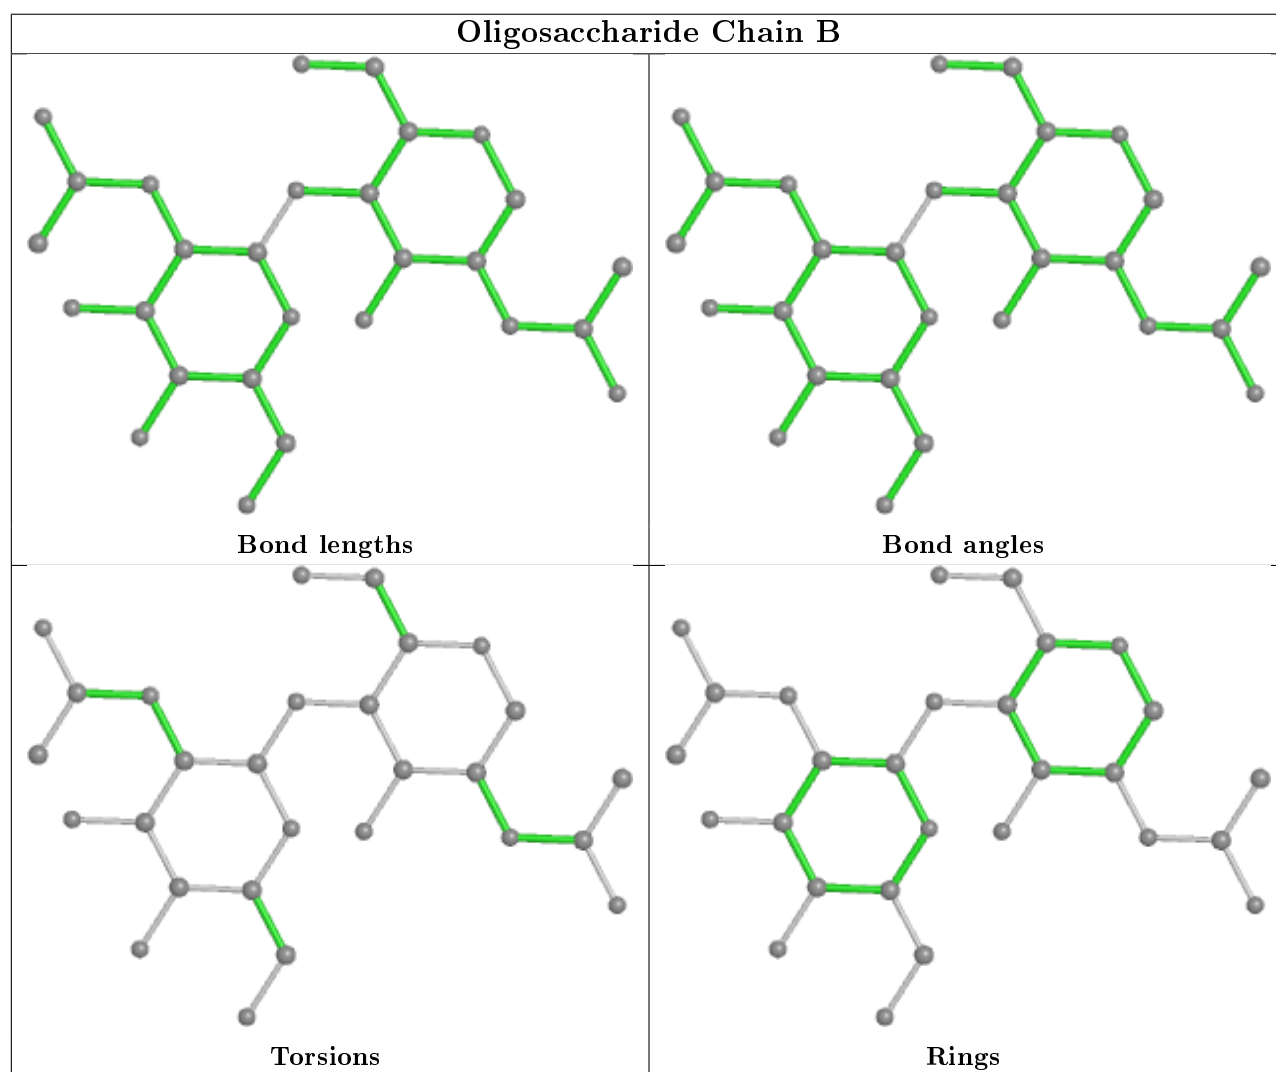 Oligosaccharide Chain B
Bond lengths
Bond angles
Torsions
Rings